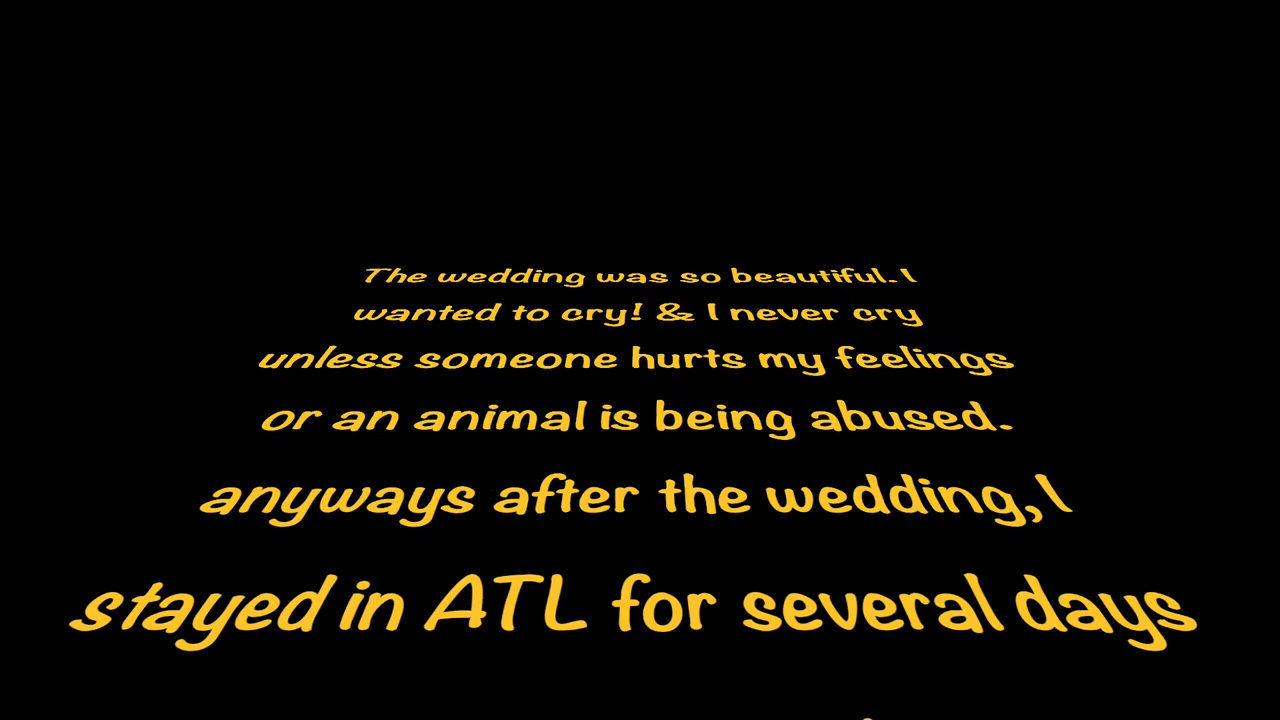 The wedding was so beautiful. I
wanted to cry! & I never cry
unless someone hurts my feelings
or an animal is being abused.
anyways after the wedding, I
stayed in ATL for several days